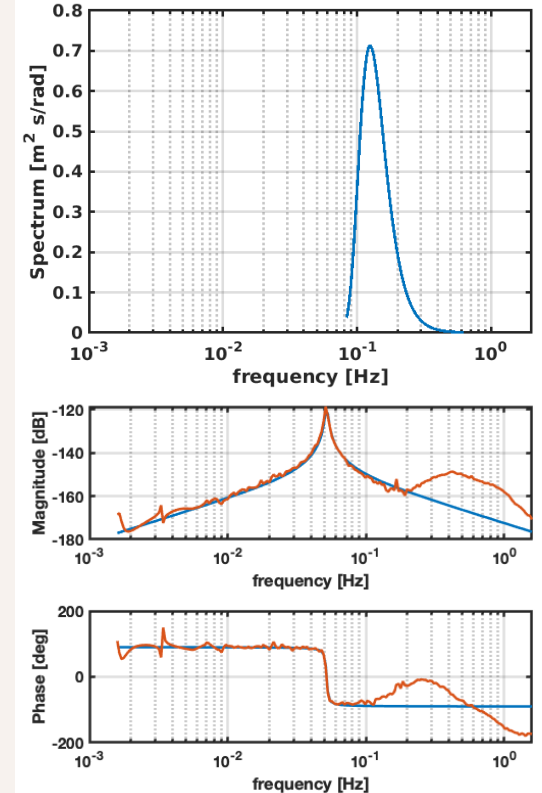 0.8
0.7
0.6
0.5
0.4
0.3
0.2
0.1
0
Spectrum [m² s/rad]
10⁻³ 10⁻² 10⁻¹ 10⁰
frequency [Hz]
-120
-140
-160
-180
Magnitude [dB]
10⁻³ 10⁻² 10⁻¹ 10⁰
frequency [Hz]
200
0
-200
Phase [deg]
10⁻³ 10⁻² 10⁻¹ 10⁰
frequency [Hz]